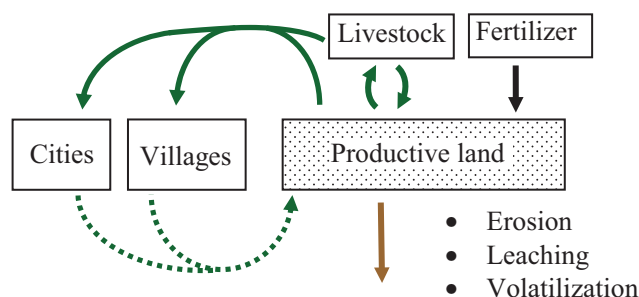 Livestock
Fertilizer
Cities
Villages
Productive land
• Erosion
• Leaching
• Volatilization